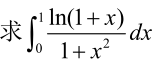 求∫₀¹ ln(1+x)/(1+x²) dx